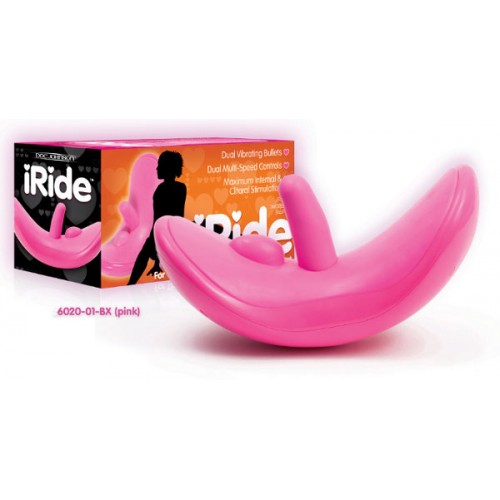 DOC JOHNSON
iRide™
Dual Vibrating Bullets
Dual Multi-Speed Controls
Maximum Internal &
Clitoral Stimulation
iRide
For
6020-01-BX (pink)